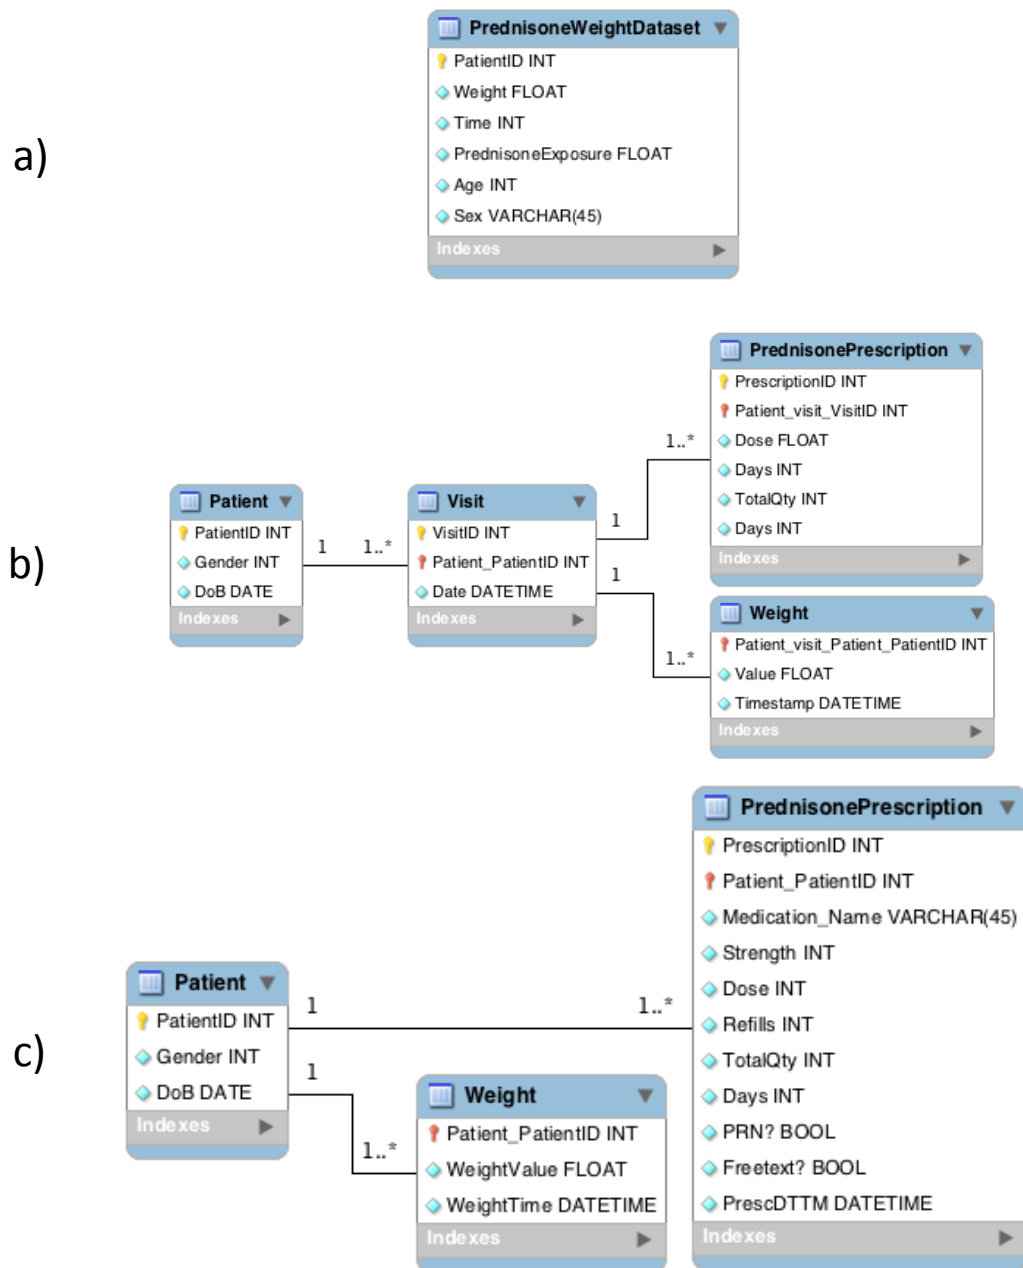 a)
PrednisoneWeightDataset
PatientID INT
Weight FLOAT
Time INT
PrednisoneExposure FLOAT
Age INT
Sex VARCHAR(45)
Indexes
b)
Patient
PatientID INT
Gender INT
DoB DATE
Indexes
1
1..*
Visit
VisitID INT
Patient_PatientID INT
Date DATETIME
Indexes
1
1..*
PrednisonePrescription
PrescriptionID INT
Patient_visit_VisitID INT
Dose FLOAT
Days INT
TotalQty INT
Days INT
Indexes
1
1..*
Weight
Patient_visit_Patient_PatientID INT
Value FLOAT
Timestamp DATETIME
Indexes
c)
Patient
PatientID INT
Gender INT
DoB DATE
Indexes
1
1..*
PrednisonePrescription
PrescriptionID INT
Patient_PatientID INT
Medication_Name VARCHAR(45)
Strength INT
Dose INT
Refills INT
TotalQty INT
Days INT
PRN? BOOL
Freetext? BOOL
PrescDTTM DATETIME
Indexes
1
1..*
Weight
Patient_PatientID INT
WeightValue FLOAT
WeightTime DATETIME
Indexes